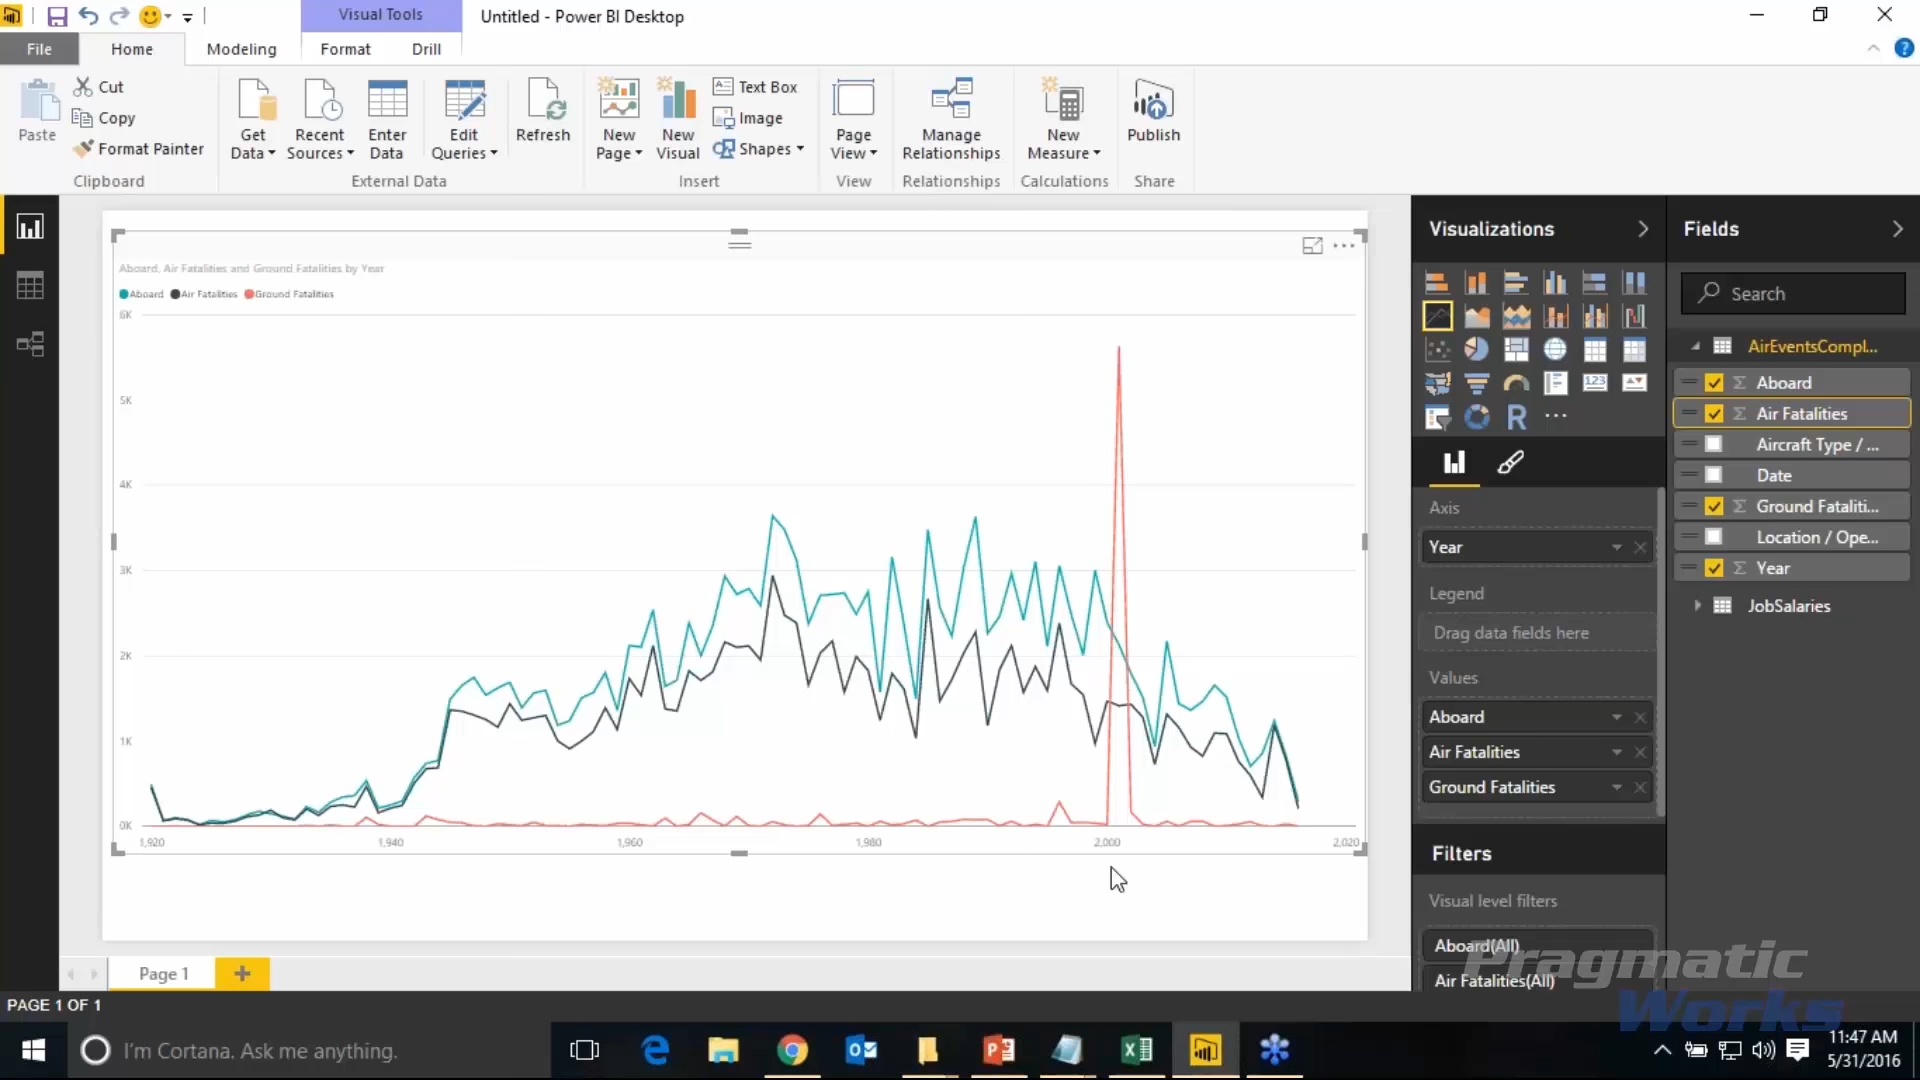 Visual Tools
Untitled - Power BI Desktop
File
Home
Modeling
Format
Drill
Paste
Cut
Copy
Format Painter
Clipboard
Get Data
Recent Sources
Enter Data
Edit Queries
Refresh
External Data
New Page
New Visual
Text Box
Image
Shapes
Insert
Page View
View
Manage Relationships
Relationships
New Measure
Calculations
Publish
Share
Aboard, Air Fatalities and Ground Fatalities by Year
Aboard Air Fatalities Ground Fatalities
6K
5K
4K
3K
2K
1K
0K
1,920 1,940 1,960 1,980 2,000 2,020
Visualizations
123
R
Axis
Year
Legend
Drag data fields here
Values
Aboard
Air Fatalities
Ground Fatalities
Filters
Visual level filters
Aboard(All)
Air Fatalities(All)
Fields
Search
AirEventsCompl...
Aboard
Air Fatalities
Aircraft Type / ...
Date
Ground Fataliti...
Location / Ope...
Year
JobSalaries
Pragmatic
Works
Page 1
PAGE 1 OF 1
I'm Cortana. Ask me anything.
11:47 AM
5/31/2016